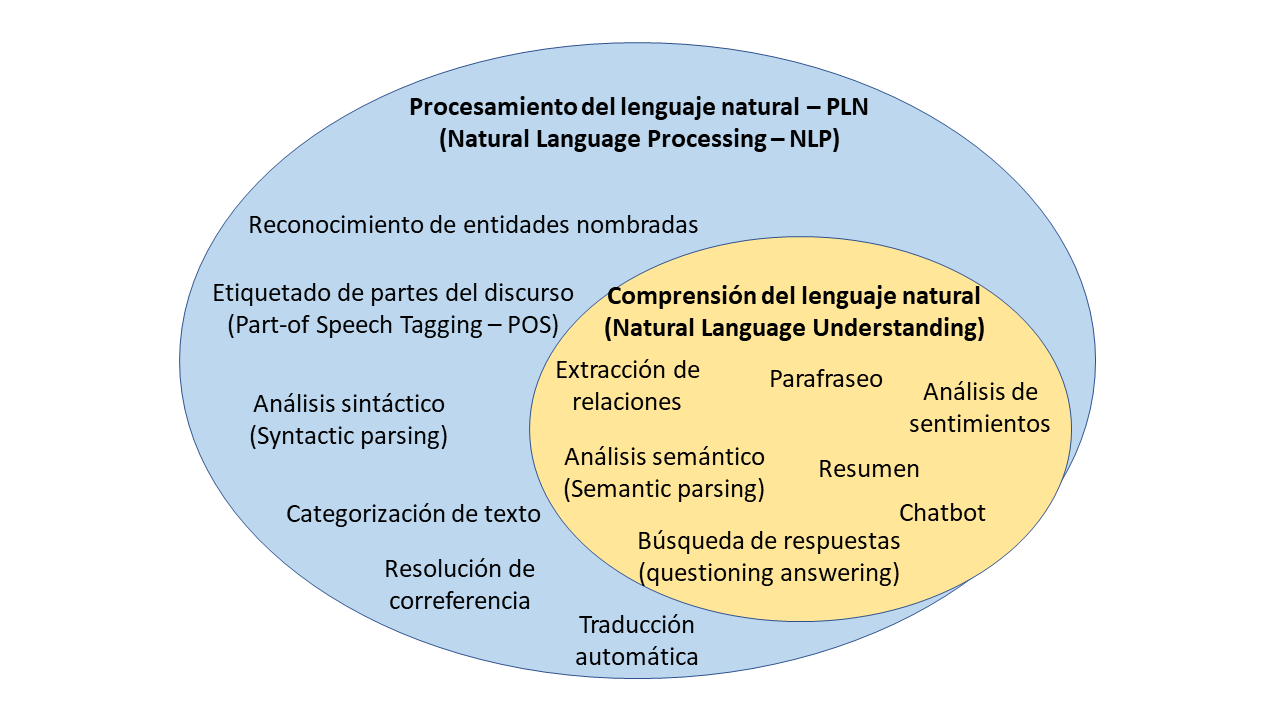 Procesamiento del lenguaje natural – PLN
(Natural Language Processing – NLP)
Reconocimiento de entidades nombradas
Etiquetado de partes del discurso
(Part-of Speech Tagging – POS)
Análisis sintáctico
(Syntactic parsing)
Categorización de texto
Resolución de
correferencia
Traducción
automática
Comprensión del lenguaje natural
(Natural Language Understanding)
Extracción de
relaciones
Parafraseo
Análisis de
sentimientos
Análisis semántico
(Semantic parsing)
Resumen
Chatbot
Búsqueda de respuestas
(questioning answering)